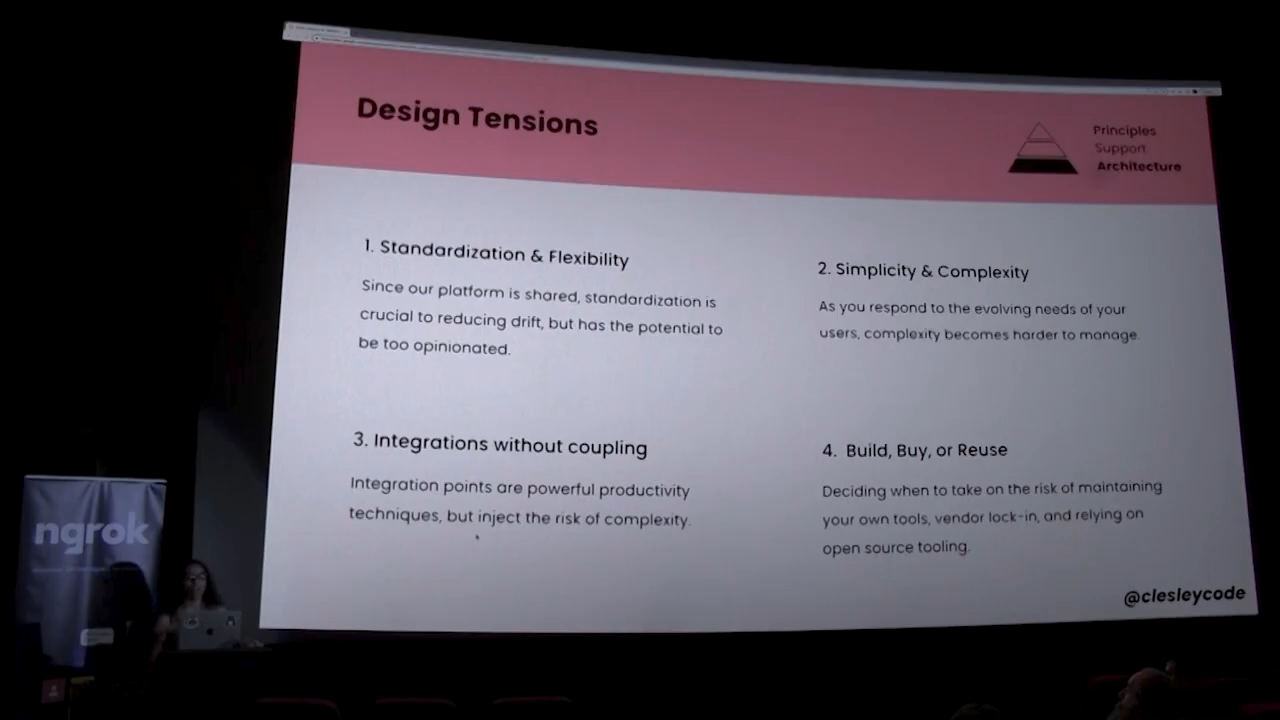 Design Tensions
Principles
Support
Architecture
1. Standardization & Flexibility
Since our platform is shared, standardization is
crucial to reducing drift, but has the potential to
be too opinionated.
2. Simplicity & Complexity
As you respond to the evolving needs of your
users, complexity becomes harder to manage.
3. Integrations without coupling
Integration points are powerful productivity
techniques, but inject the risk of complexity.
4. Build, Buy, or Reuse
Deciding when to take on the risk of maintaining
your own tools, vendor lock-in, and relying on
open source tooling.
@clesleycode
ngrok